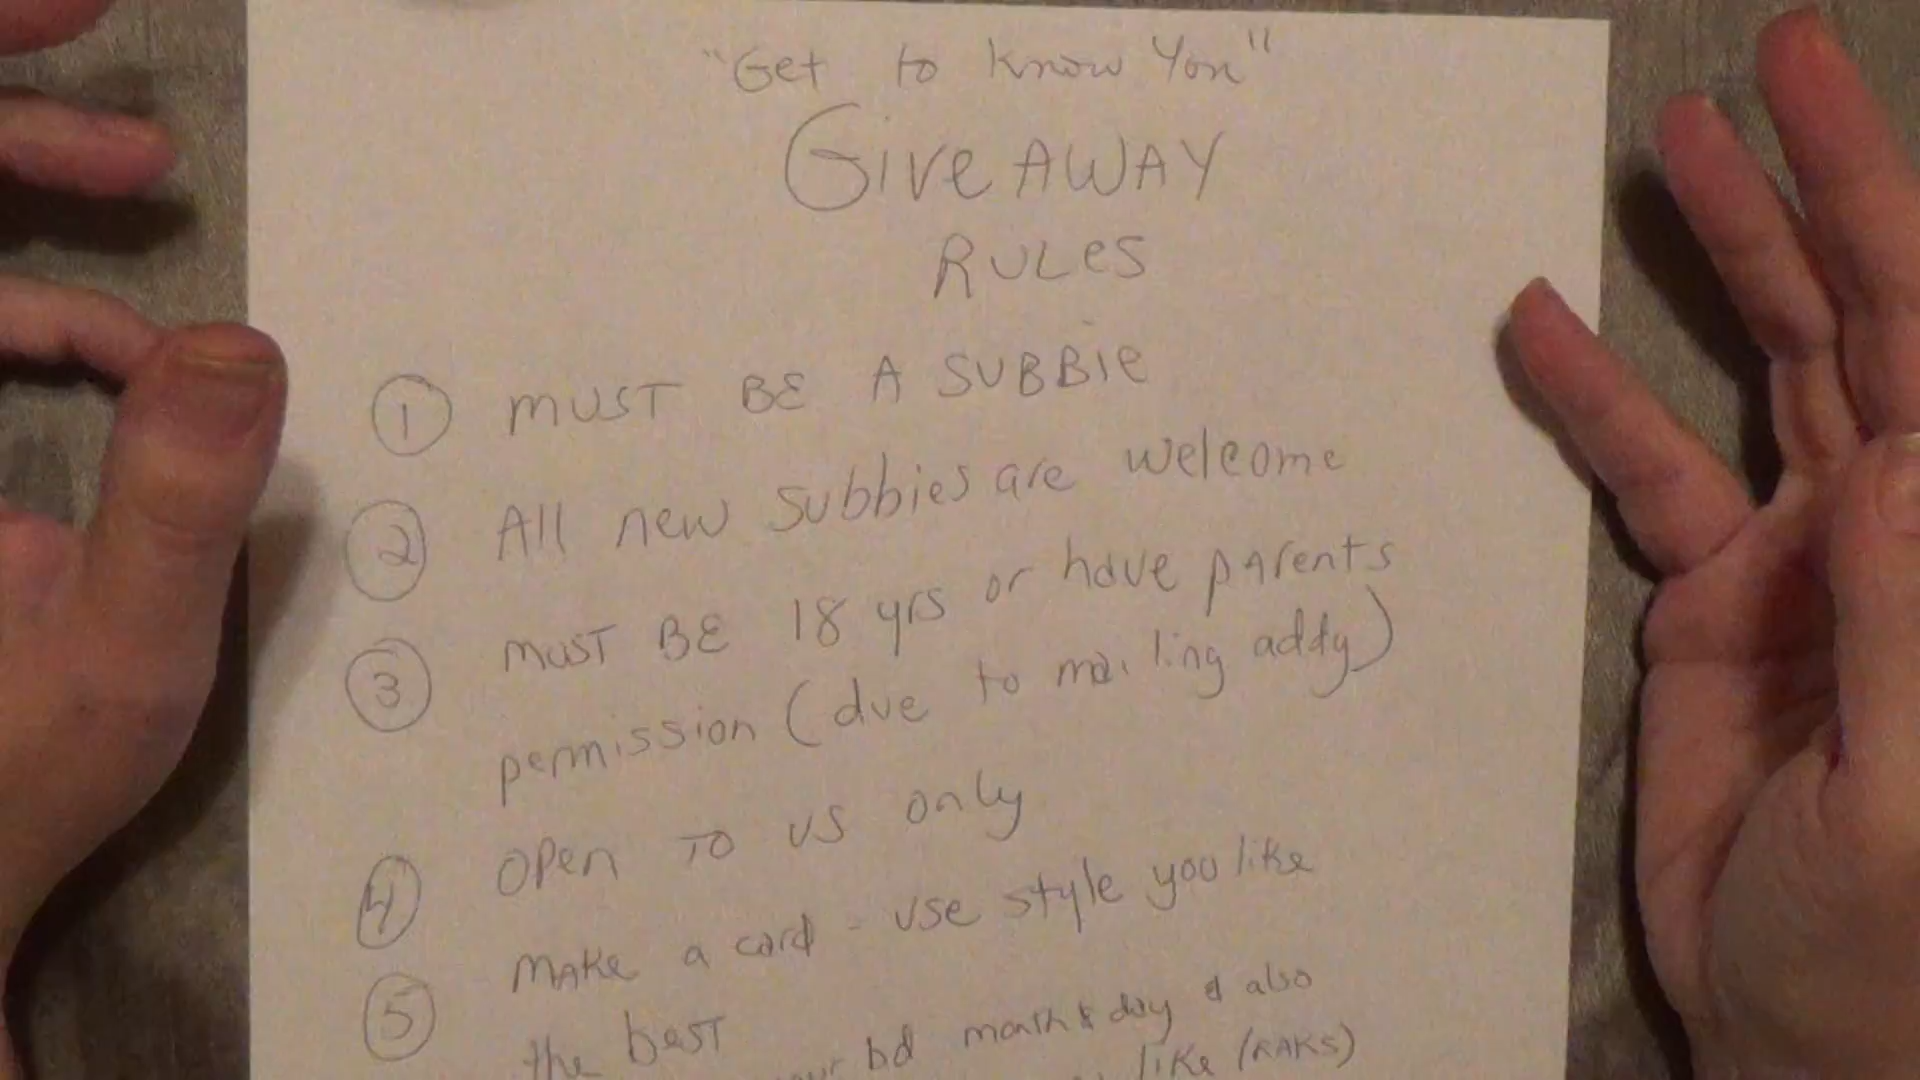 "Get to Know You"
GIVeAWAY
RULeS
① MUST BE A SUBBIe
② All new Subbies are welcome
③ MUST BE 18 yrs or have parents
permission (due to mailing addy)
④ OPen TO US only
⑤ MAKe a card - use style you like
the best
bd month & day & also
like (RAKS)